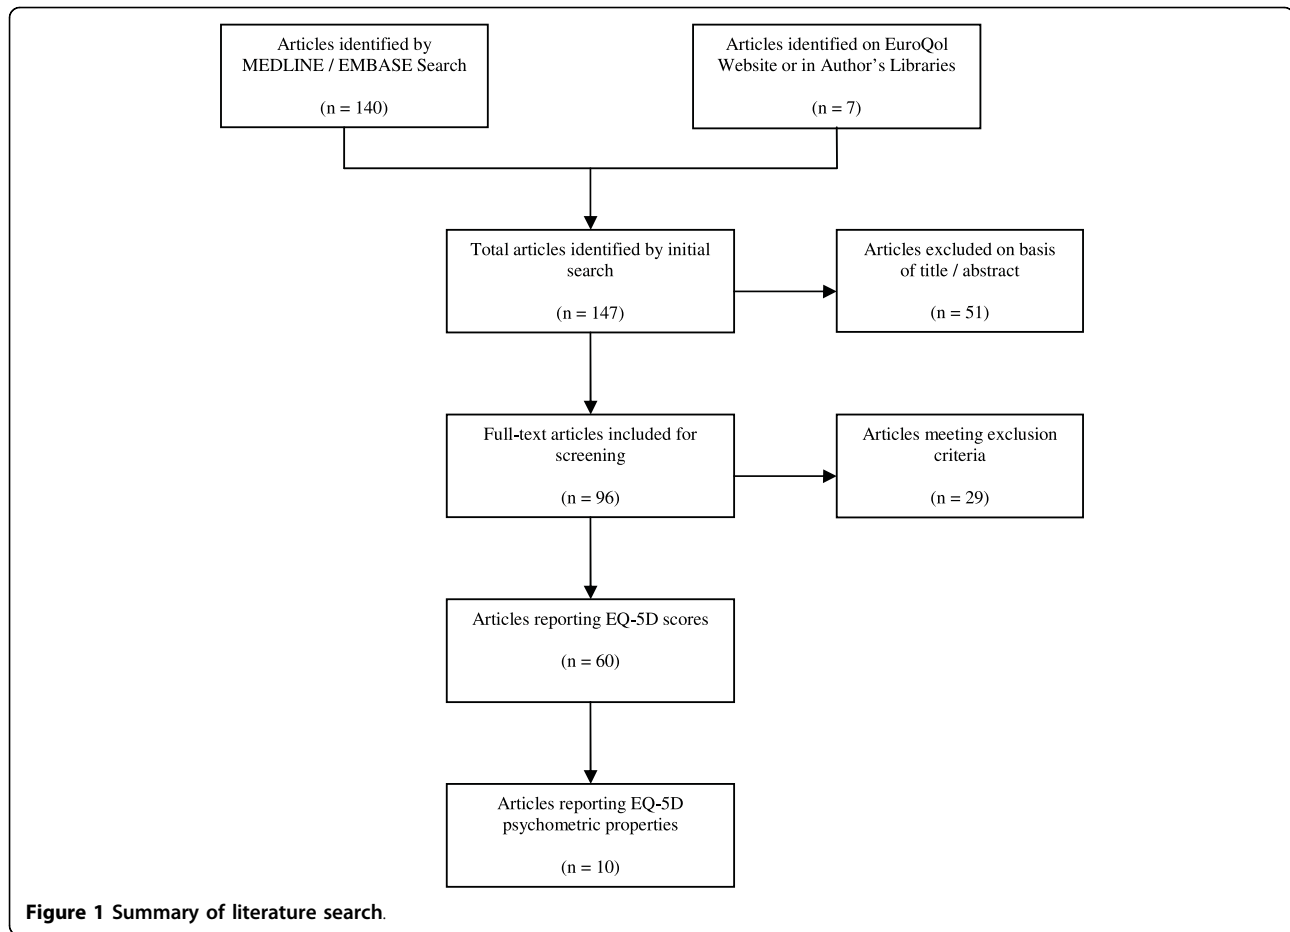 Articles identified by
MEDLINE / EMBASE Search
(n = 140)
Articles identified on EuroQol
Website or in Author's Libraries
(n = 7)
Total articles identified by initial
search
(n = 147)
Articles excluded on basis
of title / abstract
(n = 51)
Full-text articles included for
screening
(n = 96)
Articles meeting exclusion
criteria
(n = 29)
Articles reporting EQ-5D scores
(n = 60)
Articles reporting EQ-5D
psychometric properties
(n = 10)
Figure 1 Summary of literature search.